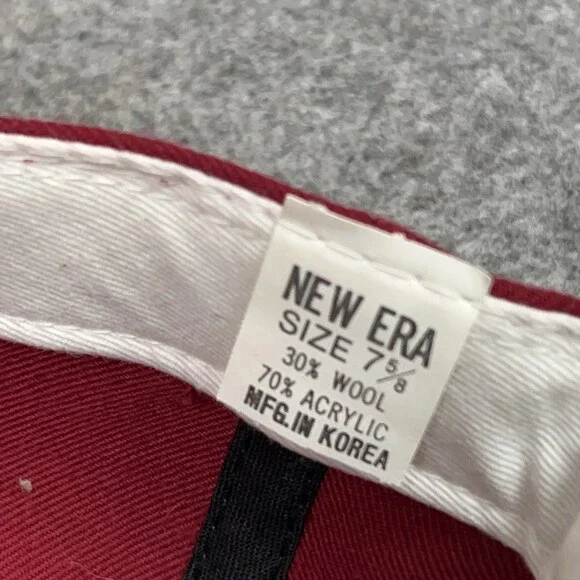 NEW ERA
SIZE 7 5/8
30% WOOL
70% ACRYLIC
MFG.IN KOREA